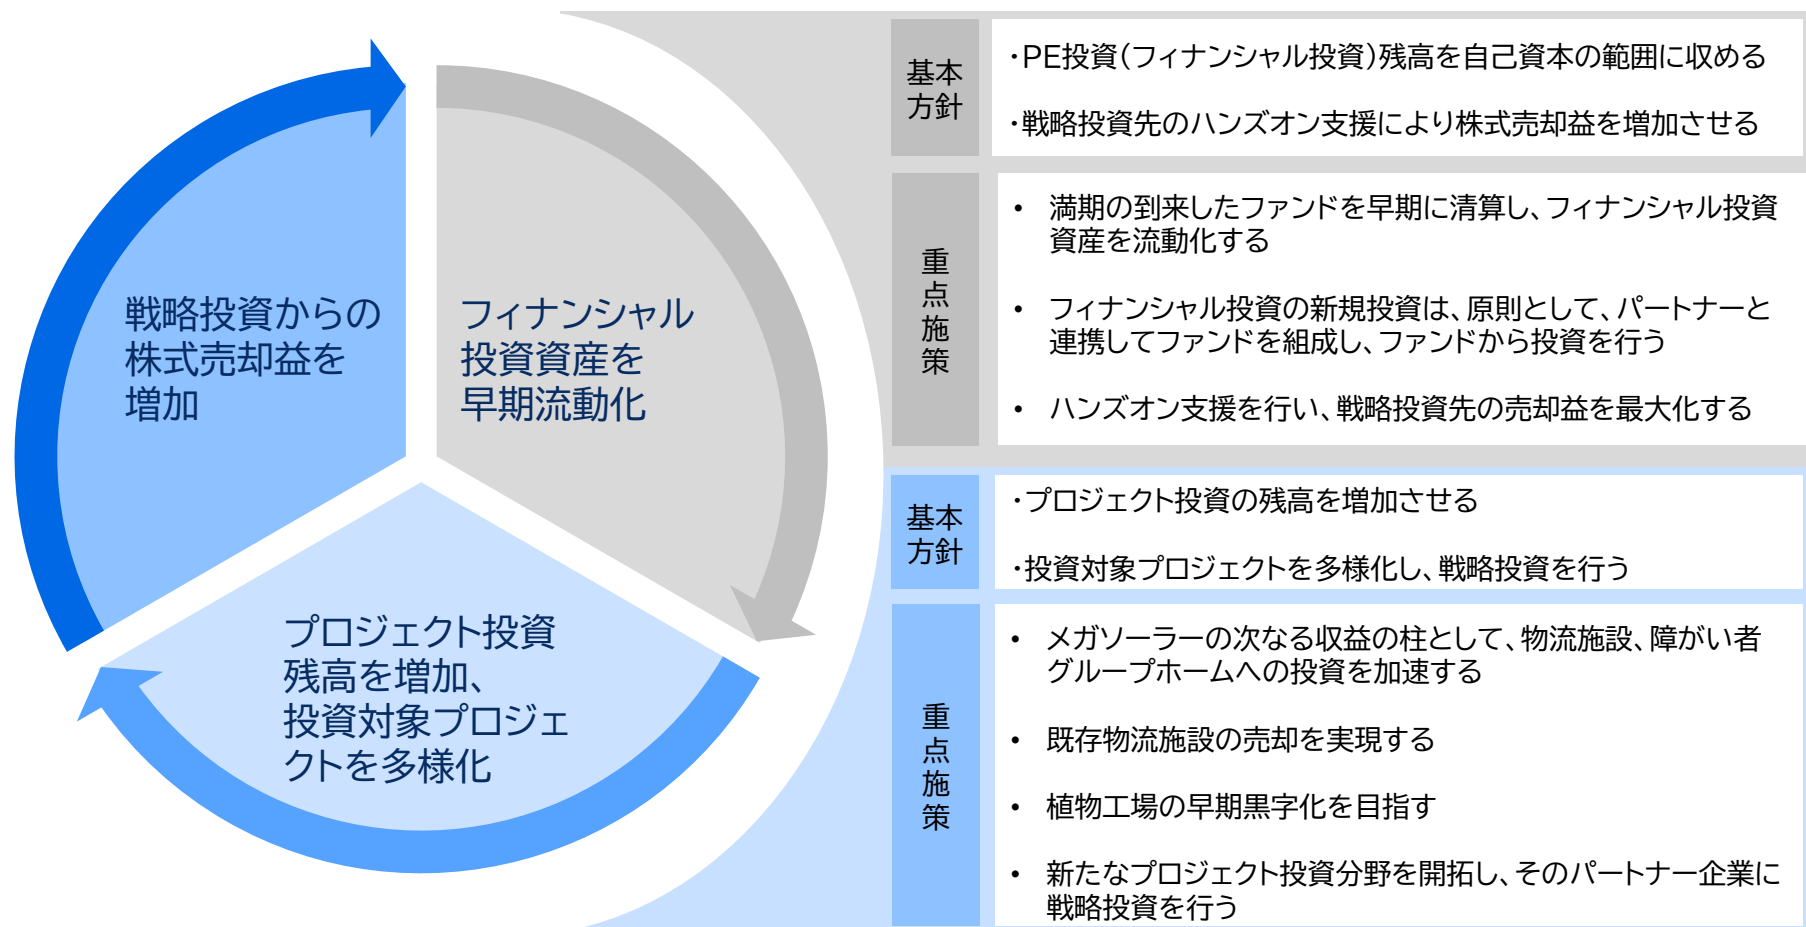 戦略投資からの
株式売却益を
増加
フィナンシャル
投資資産を
早期流動化
プロジェクト投資
残高を増加、
投資対象プロジェ
クトを多様化
基本
方針
・PE投資(フィナンシャル投資)残高を自己資本の範囲に収める
・戦略投資先のハンズオン支援により株式売却益を増加させる
重
点
施
策
• 満期の到来したファンドを早期に清算し、フィナンシャル投資
資産を流動化する
• フィナンシャル投資の新規投資は、原則として、パートナーと
連携してファンドを組成し、ファンドから投資を行う
• ハンズオン支援を行い、戦略投資先の売却益を最大化する
基本
方針
・プロジェクト投資の残高を増加させる
・投資対象プロジェクトを多様化し、戦略投資を行う
重
点
施
策
• メガソーラーの次なる収益の柱として、物流施設、障がい者
グループホームへの投資を加速する
• 既存物流施設の売却を実現する
• 植物工場の早期黒字化を目指す
• 新たなプロジェクト投資分野を開拓し、そのパートナー企業に
戦略投資を行う